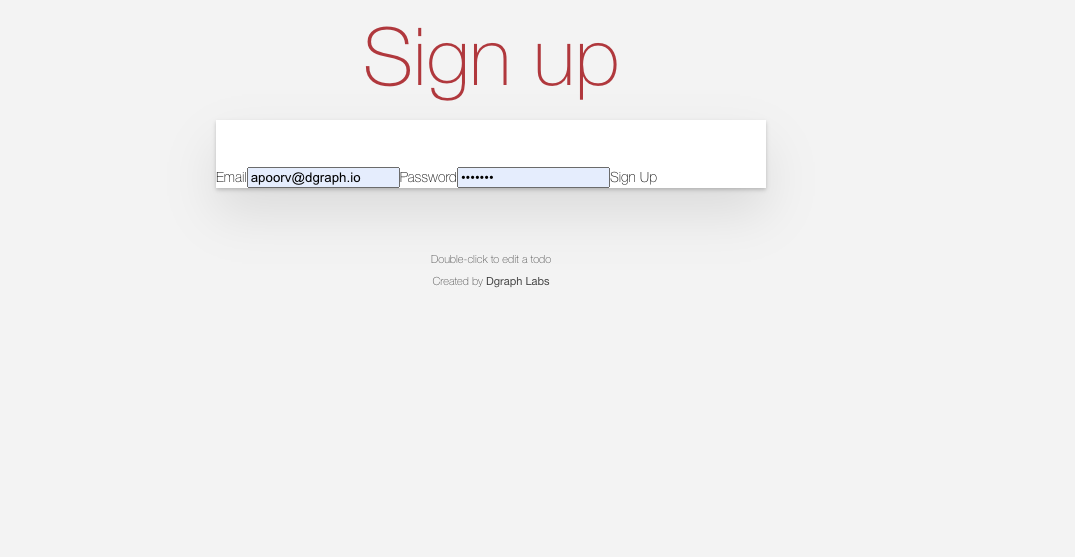 Sign up
Email apoorv@dgraph.io Password ••••••• Sign Up
Double-click to edit a todo
Created by Dgraph Labs